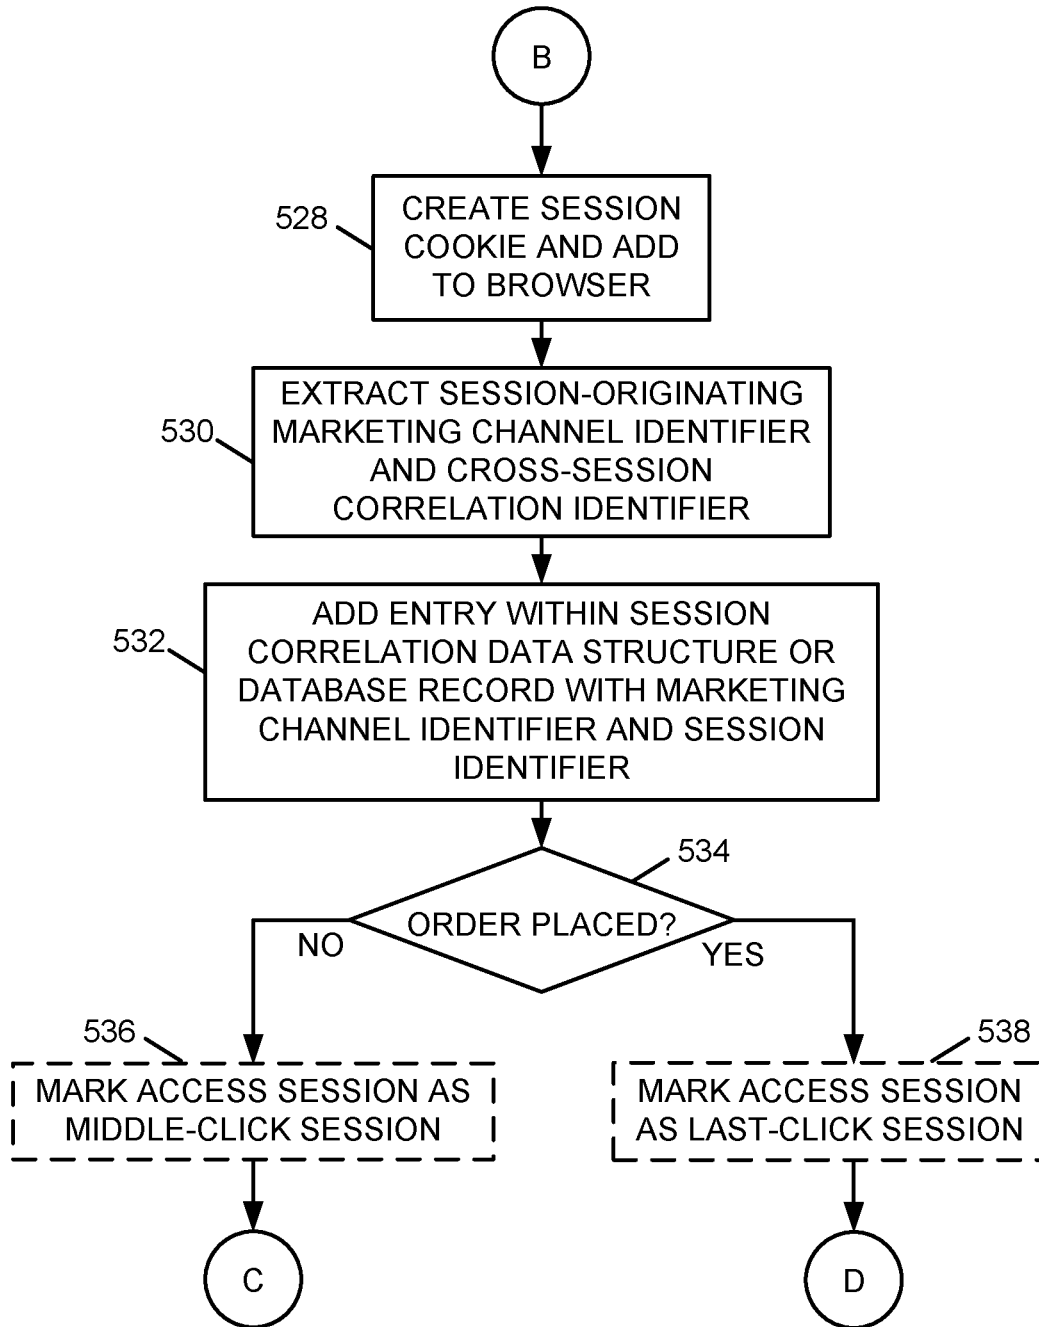 B
528
CREATE SESSION
COOKIE AND ADD
TO BROWSER
530
EXTRACT SESSION-ORIGINATING
MARKETING CHANNEL IDENTIFIER
AND CROSS-SESSION
CORRELATION IDENTIFIER
532
ADD ENTRY WITHIN SESSION
CORRELATION DATA STRUCTURE OR
DATABASE RECORD WITH MARKETING
CHANNEL IDENTIFIER AND SESSION
IDENTIFIER
534
ORDER PLACED?
NO
YES
536
MARK ACCESS SESSION AS
MIDDLE-CLICK SESSION
538
MARK ACCESS SESSION
AS LAST-CLICK SESSION
C
D